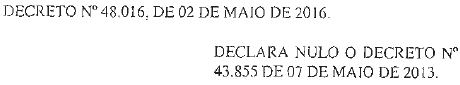 DECRETO Nº 48.016, DE 02 DE MAIO DE 2016.
DECLARA NULO O DECRETO Nº
43.855 DE 07 DE MAIO DE 2013.